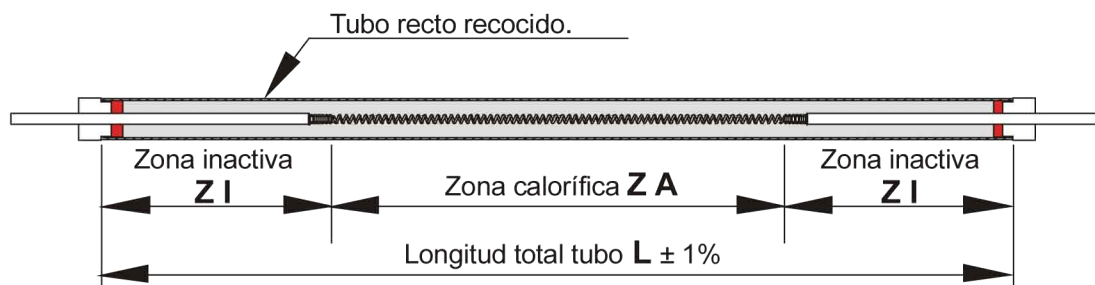 Tubo recto recocido.
Zona inactiva
Z I
Zona calorífica Z A
Zona inactiva
Z I
Longitud total tubo L ± 1%